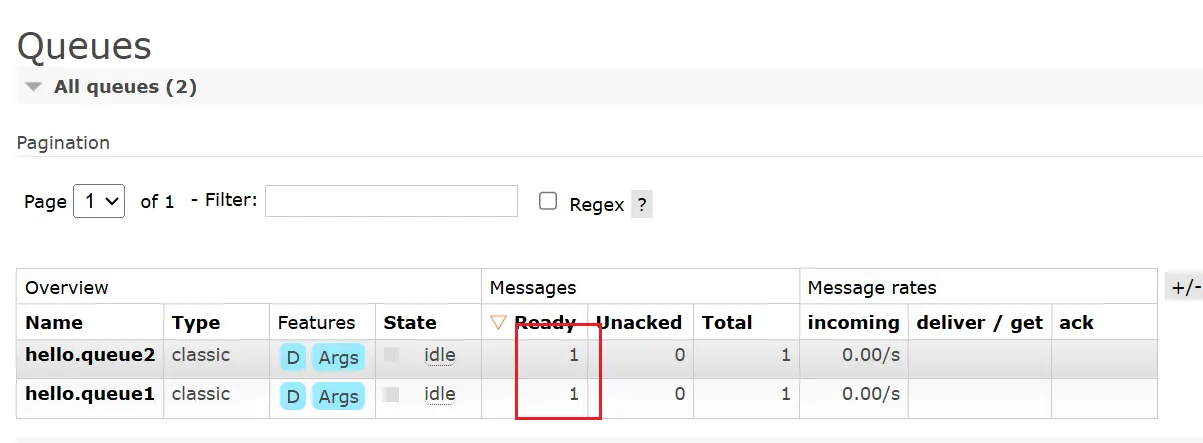 Queues
All queues (2)
Pagination
Page 1 of 1 - Filter: Regex ?
Overview Messages Message rates +/-
Name Type Features State Ready Unacked Total incoming deliver / get ack
hello.queue2 classic D Args idle 1 0 1 0.00/s
hello.queue1 classic D Args idle 1 0 1 0.00/s